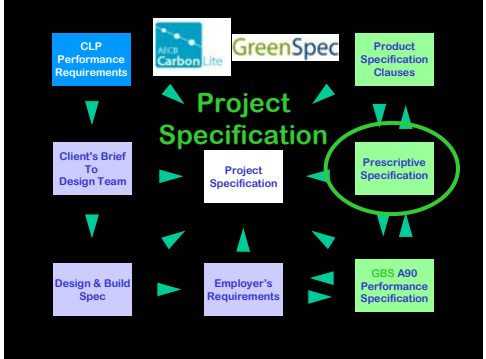 CLP
Performance
Requirements
AECB
CarbonLite
GreenSpec
Product
Specification
Clauses
Project
Specification
Client's Brief
To
Design Team
Project
Specification
Prescriptive
Specification
Design & Build
Spec
Employer's
Requirements
GBS A90
Performance
Specification